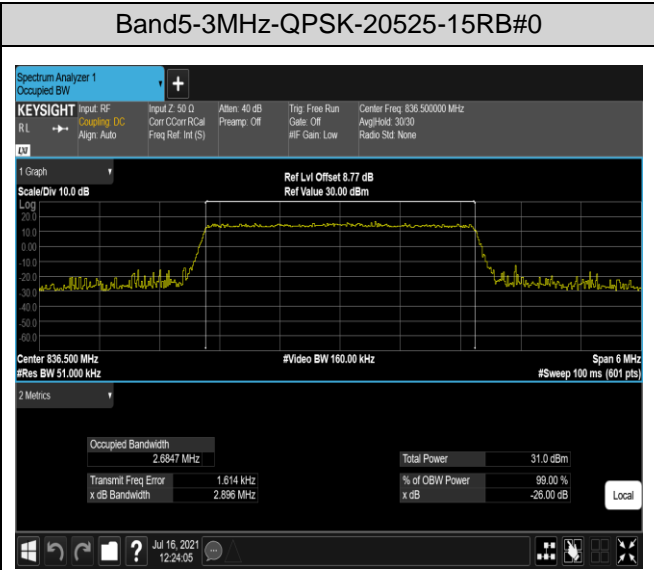 Band5-3MHz-QPSK-20525-15RB#0
Spectrum Analyzer 1
Occupied BW
+
KEYSIGHT Input: RF Input Z: 50 Ω Atten: 40 dB Trig: Free Run Center Freq: 836.500000 MHz
RL Coupling: DC Corr CCorr RCal Preamp: Off Gate: Off Avg|Hold: 30/30
Align: Auto Freq Ref: Int (S) #IF Gain: Low Radio Std: None
LXI
1 Graph Ref Lvl Offset 8.77 dB
Scale/Div 10.0 dB Ref Value 30.00 dBm
Log
20.0
10.0
0.00
-10.0
-20.0
-30.0
-40.0
-50.0
-60.0
Center 836.500 MHz #Video BW 160.00 kHz Span 6 MHz
#Res BW 51.000 kHz #Sweep 100 ms (601 pts)
2 Metrics
Occupied Bandwidth
2.6847 MHz Total Power 31.0 dBm
Transmit Freq Error 1.614 kHz % of OBW Power 99.00 %
x dB Bandwidth 2.896 MHz x dB -26.00 dB
Local
? Jul 16, 2021
12:24:05